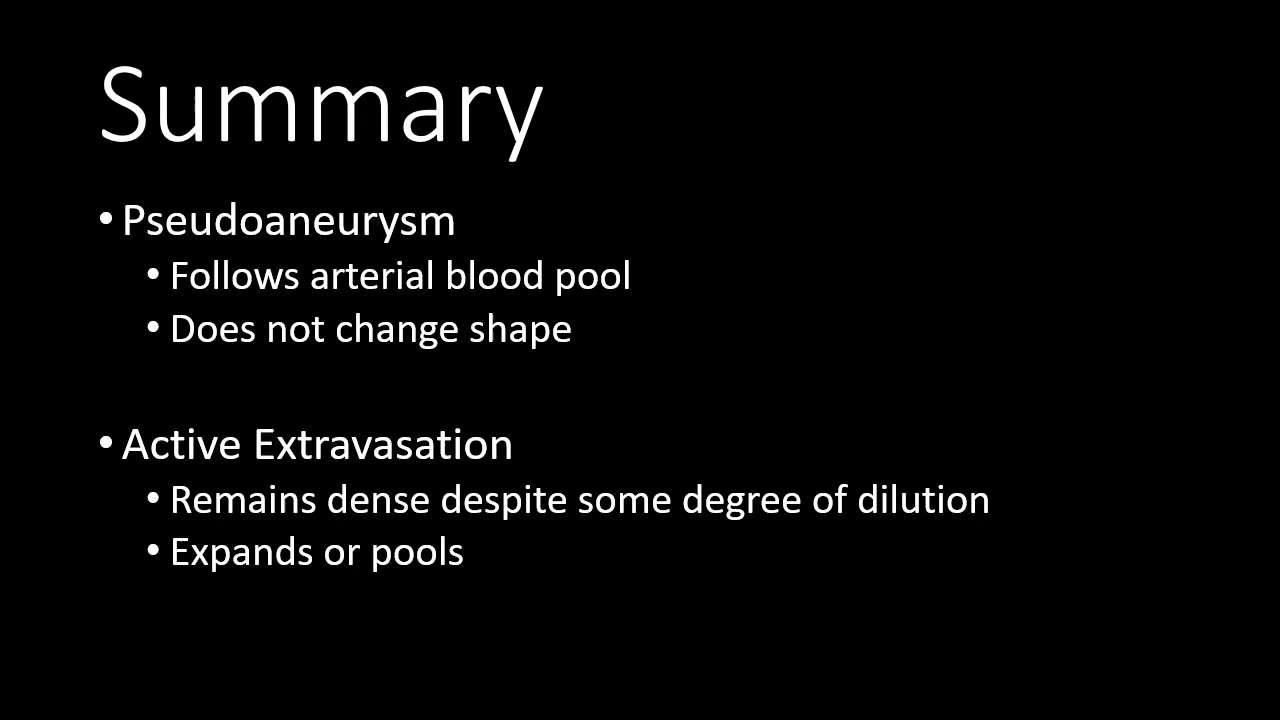 Summary
• Pseudoaneurysm
• Follows arterial blood pool
• Does not change shape
• Active Extravasation
• Remains dense despite some degree of dilution
• Expands or pools